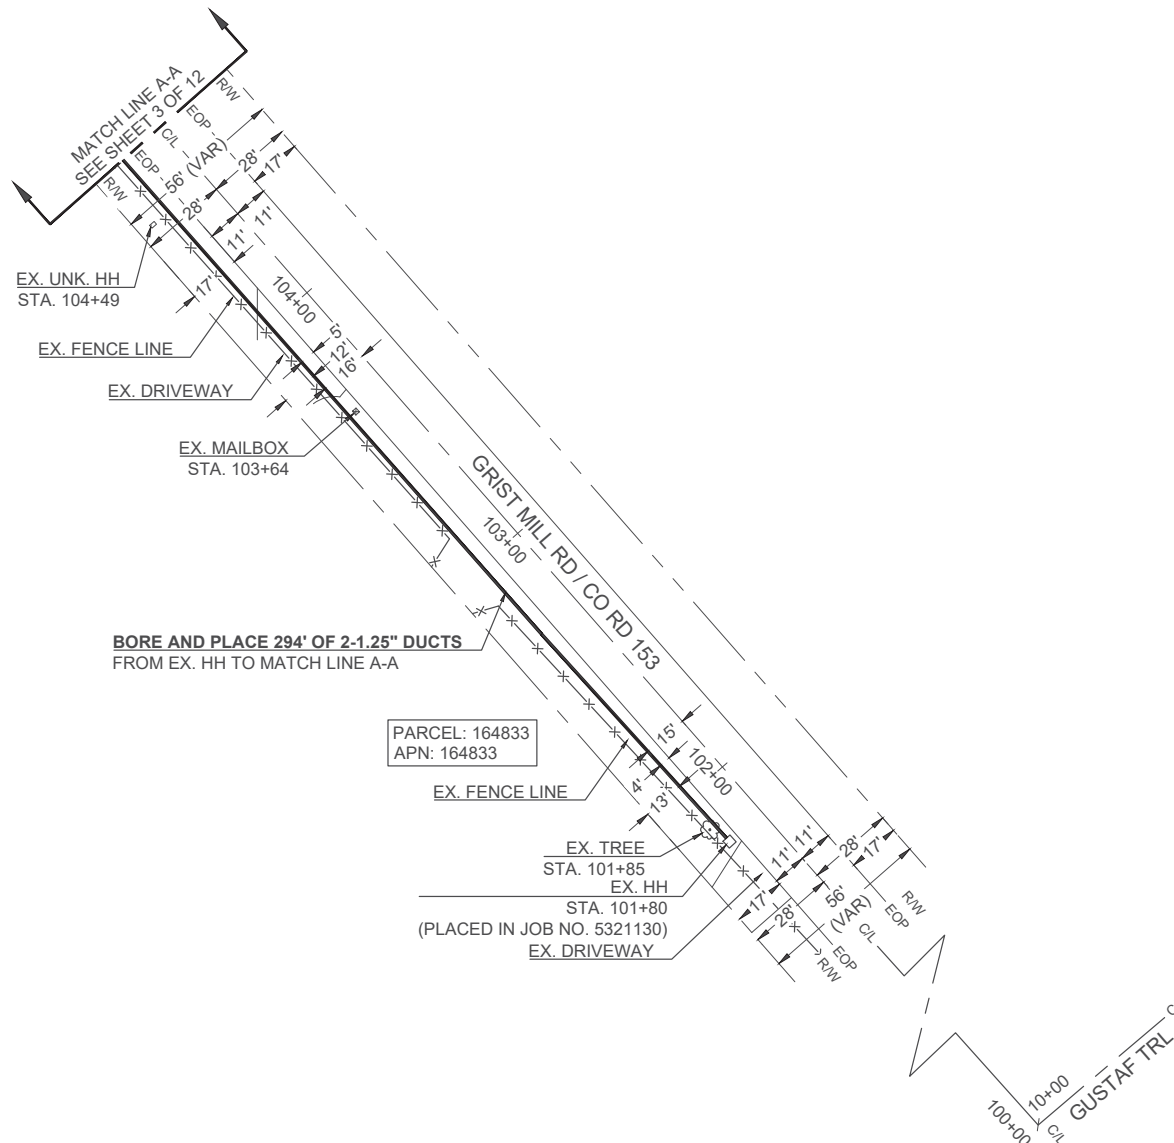 MATCH LINE A-A
SEE SHEET 3 OF 12
R/W
EOP
C/L
EOP
R/W
56' (VAR)
28'
17'
28'
11'
11'
17'
EX. UNK. HH
STA. 104+49
EX. FENCE LINE
104+00
5'
12'
16'
EX. DRIVEWAY
EX. MAILBOX
STA. 103+64
GRIST MILL RD / CO RD 153
103+00
BORE AND PLACE 294' OF 2-1.25" DUCTS
FROM EX. HH TO MATCH LINE A-A
PARCEL: 164833
APN: 164833
15'
102+00
4'
13'
EX. FENCE LINE
EX. TREE
STA. 101+85
EX. HH
STA. 101+80
(PLACED IN JOB NO. 5321130)
EX. DRIVEWAY
11'
11'
28'
17'
17'
28'
56'
(VAR)
R/W
EOP
C/L
EOP
R/W
10+00
100+00
C/L
GUSTAF TRL